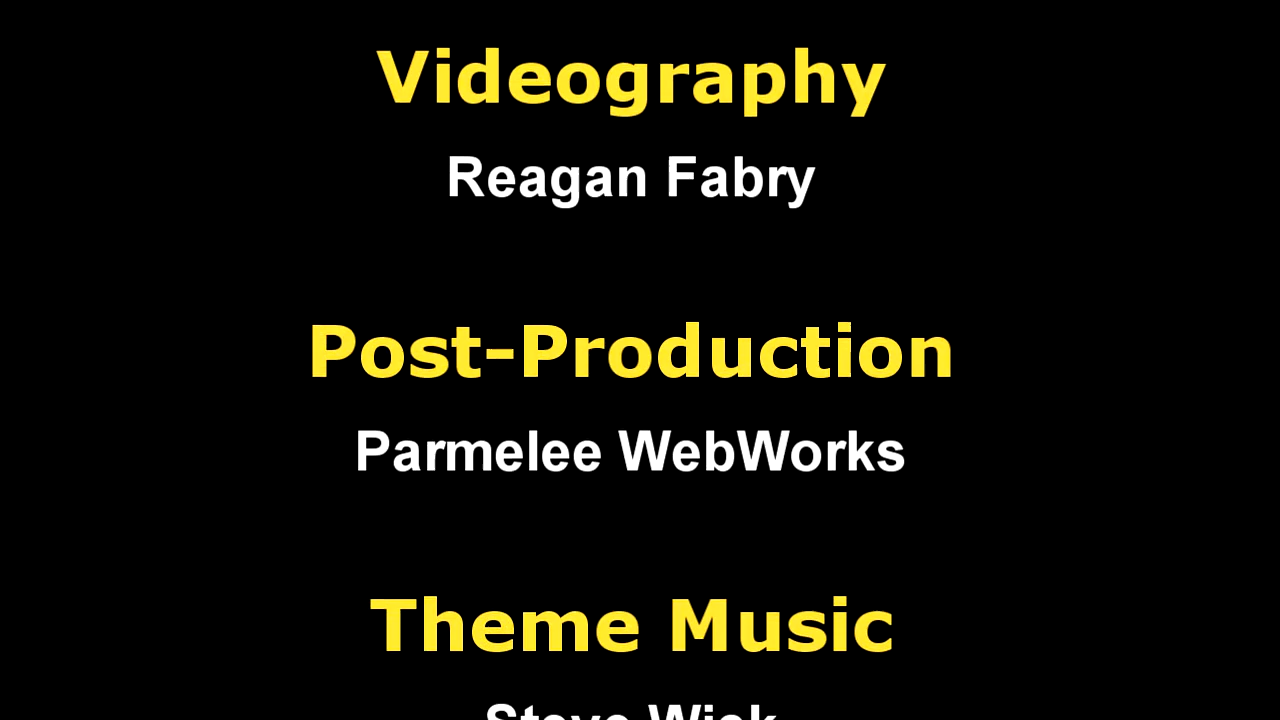 Videography
Reagan Fabry
Post-Production
Parmelee WebWorks
Theme Music